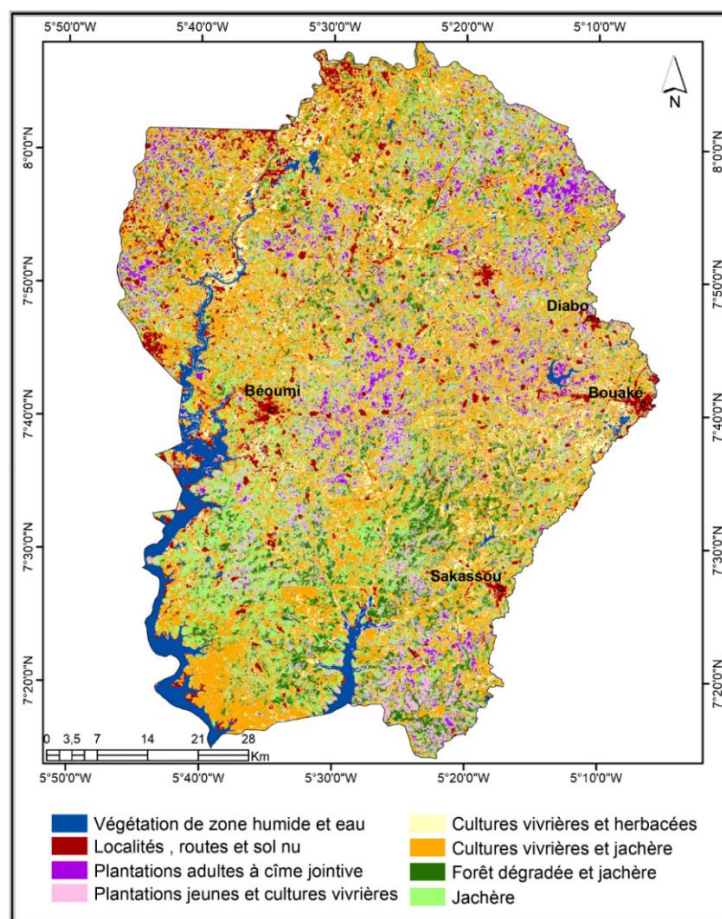 5°50'0"W 5°40'0"W 5°30'0"W 5°20'0"W 5°10'0"W
N
8°0'0"N 8°0'0"N
7°50'0"N 7°50'0"N
Diabo
Béoumi Bouaké
7°40'0"N 7°40'0"N
7°30'0"N 7°30'0"N
Sakassou
7°20'0"N 7°20'0"N
0 3,5 7 14 21 28
Km
5°50'0"W 5°40'0"W 5°30'0"W 5°20'0"W 5°10'0"W
Végétation de zone humide et eau
Localités , routes et sol nu
Plantations adultes à cîme jointive
Plantations jeunes et cultures vivrières
Cultures vivrières et herbacées
Cultures vivrières et jachère
Forêt dégradée et jachère
Jachère